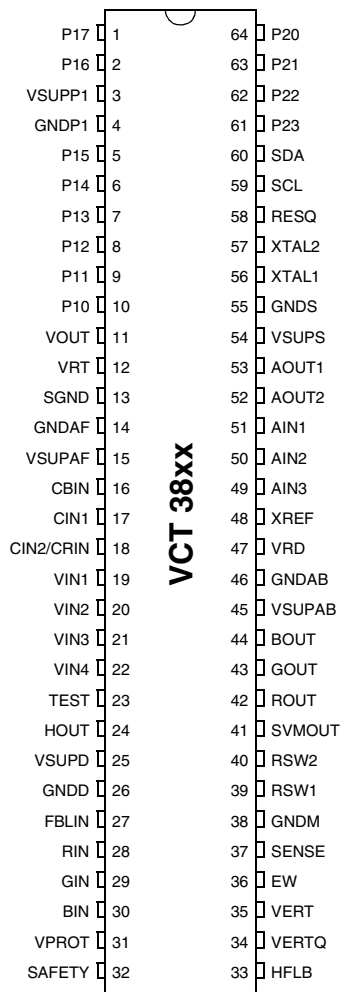 P17 1 64 P20
P16 2 63 P21
VSUPP1 3 62 P22
GNDP1 4 61 P23
P15 5 60 SDA
P14 6 59 SCL
P13 7 58 RESQ
P12 8 57 XTAL2
P11 9 56 XTAL1
P10 10 55 GNDS
VOUT 11 54 VSUPS
VRT 12 53 AOUT1
SGND 13 52 AOUT2
GNDAF 14 51 AIN1
VSUPAF 15 50 AIN2
CBIN 16 49 AIN3
CIN1 17 48 XREF
CIN2/CRIN 18 47 VRD
VIN1 19 46 GNDAB
VIN2 20 45 VSUPAB
VIN3 21 44 BOUT
VIN4 22 43 GOUT
TEST 23 42 ROUT
HOUT 24 41 SVMOUT
VSUPD 25 40 RSW2
GNDD 26 39 RSW1
FBLIN 27 38 GNDM
RIN 28 37 SENSE
GIN 29 36 EW
BIN 30 35 VERT
VPROT 31 34 VERTQ
SAFETY 32 33 HFLB
VCT 38xx